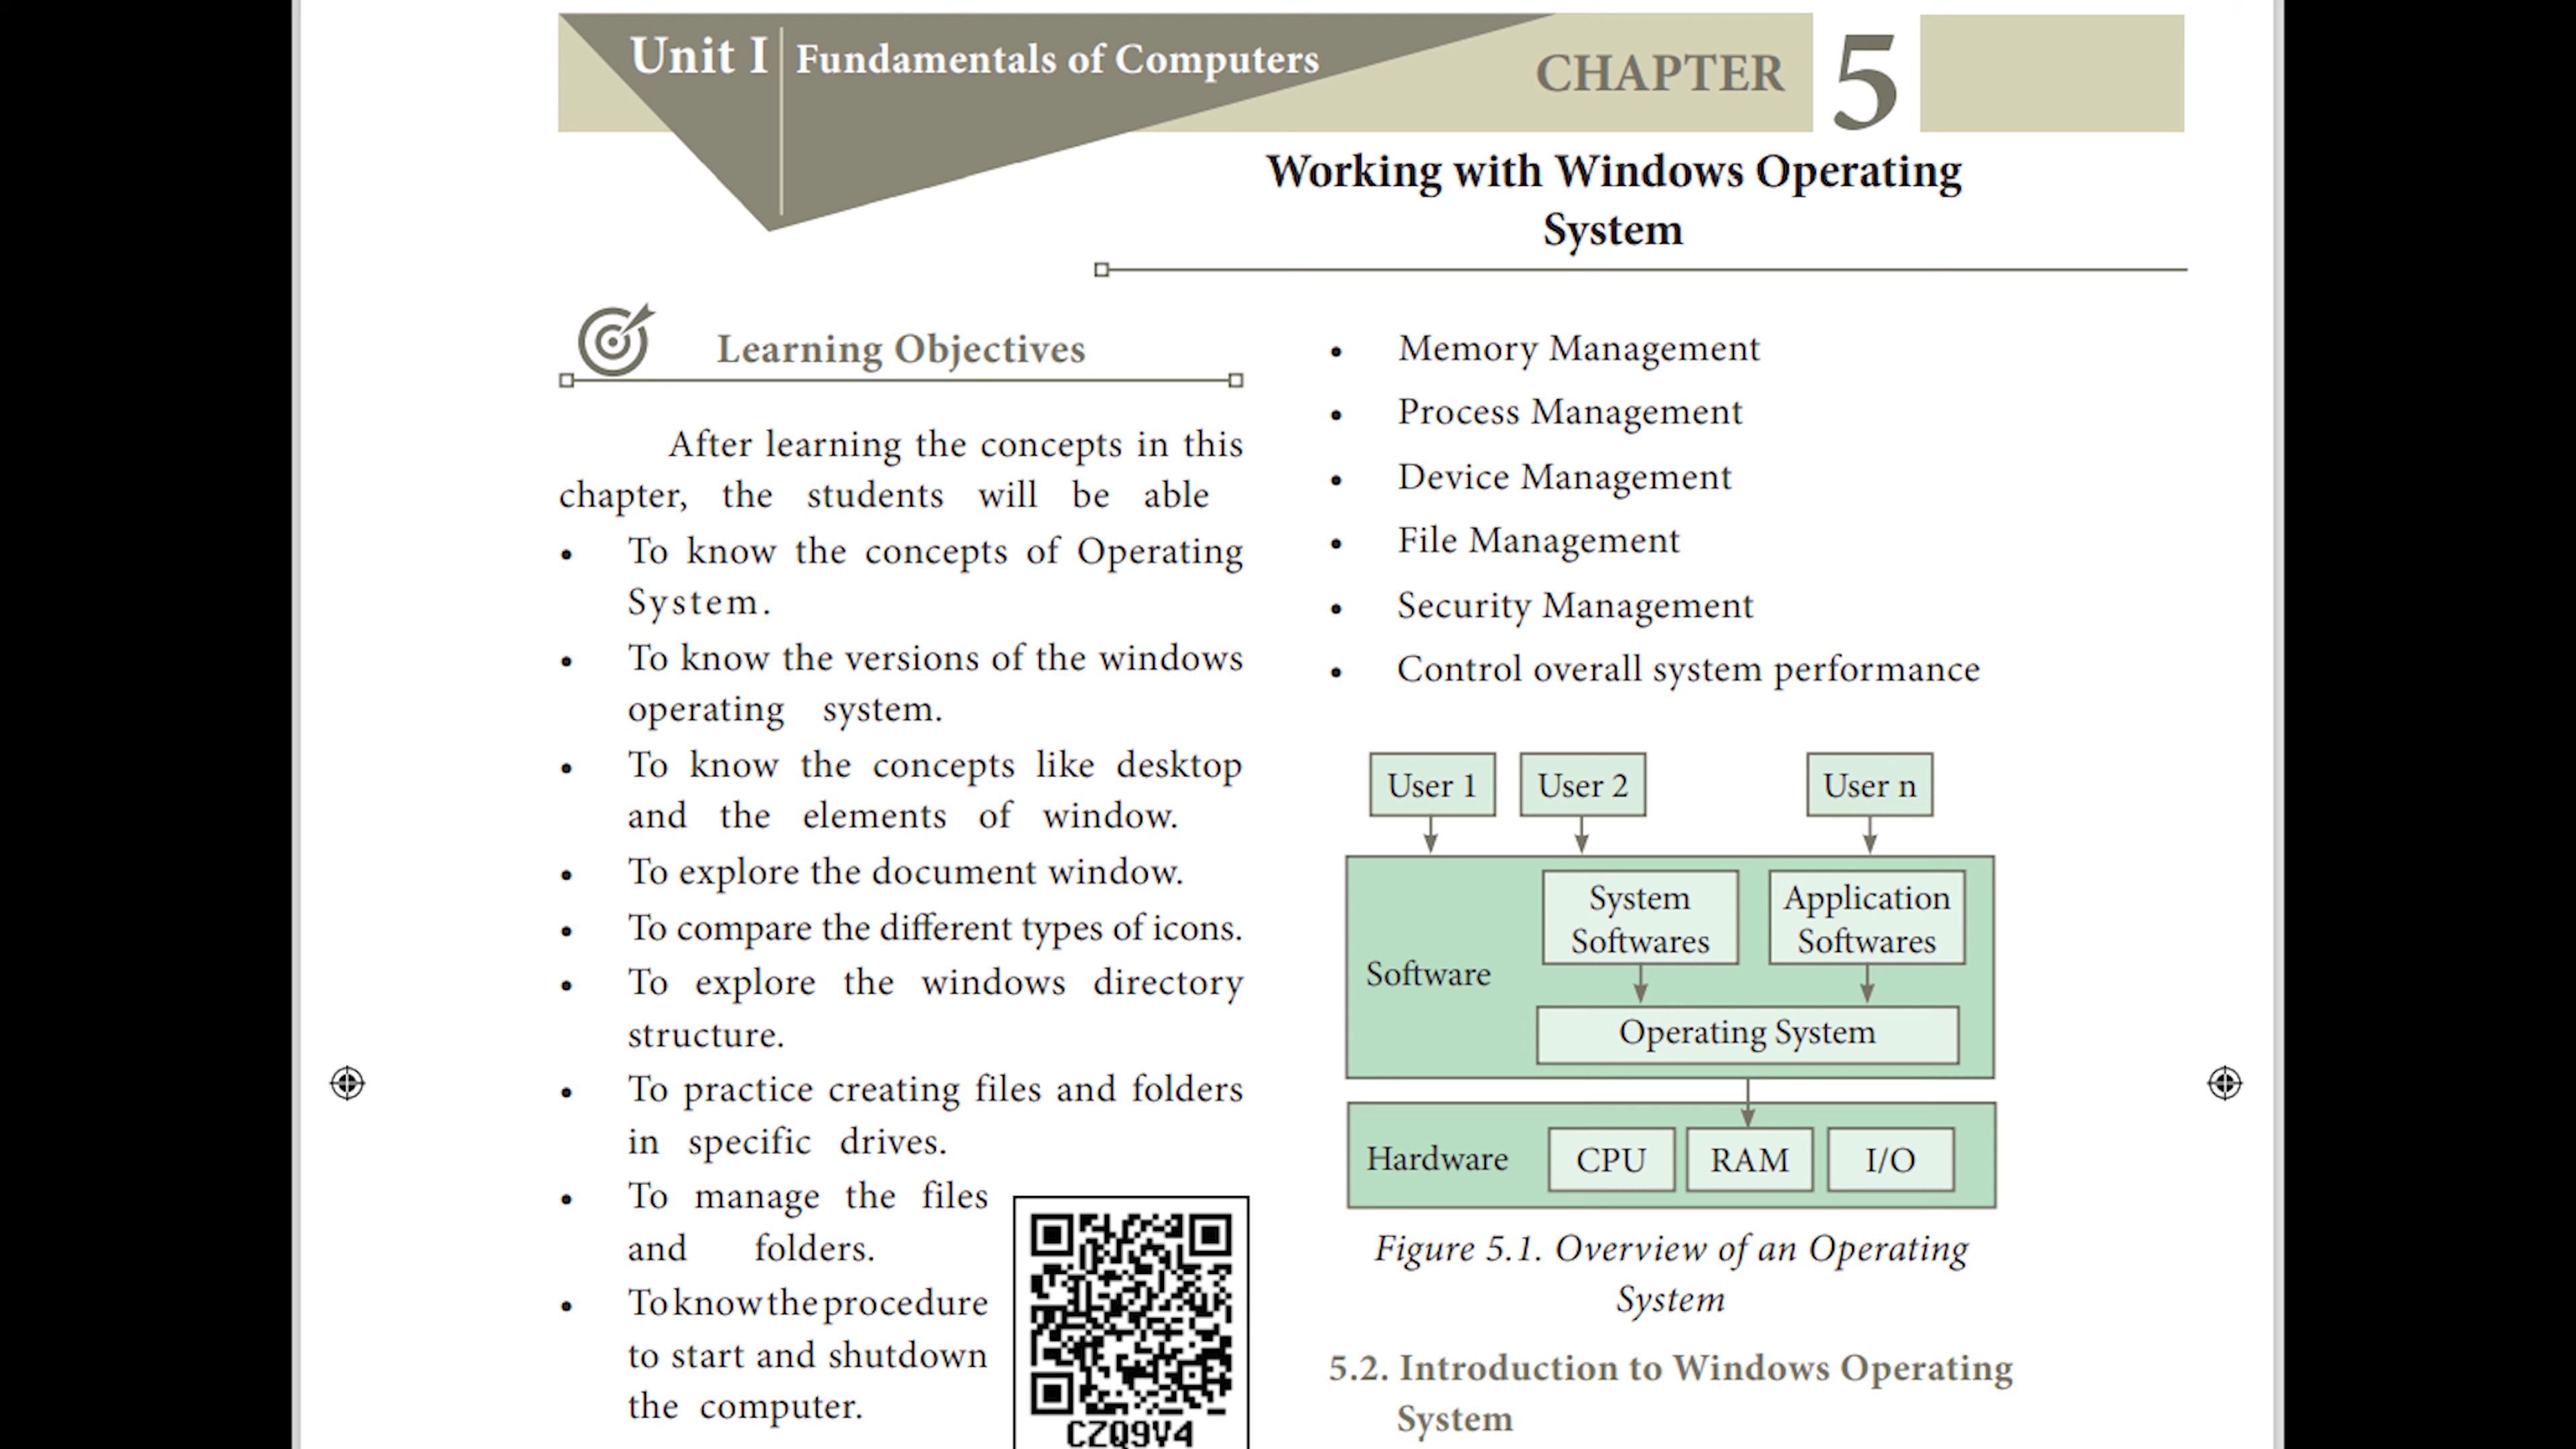 Unit I
Fundamentals of Computers
CHAPTER
5
Working with Windows Operating
System
Learning Objectives
After learning the concepts in this
chapter, the students will be able
• To know the concepts of Operating
System.
• To know the versions of the windows
operating system.
• To know the concepts like desktop
and the elements of window.
• To explore the document window.
• To compare the different types of icons.
• To explore the windows directory
structure.
• To practice creating files and folders
in specific drives.
• To manage the files
and folders.
• To know the procedure
to start and shutdown
the computer.
CZQ9V4
• Memory Management
• Process Management
• Device Management
• File Management
• Security Management
• Control overall system performance
User 1
User 2
User n
System
Softwares
Application
Softwares
Software
Operating System
Hardware
CPU
RAM
I/O
Figure 5.1. Overview of an Operating
System
5.2. Introduction to Windows Operating
System